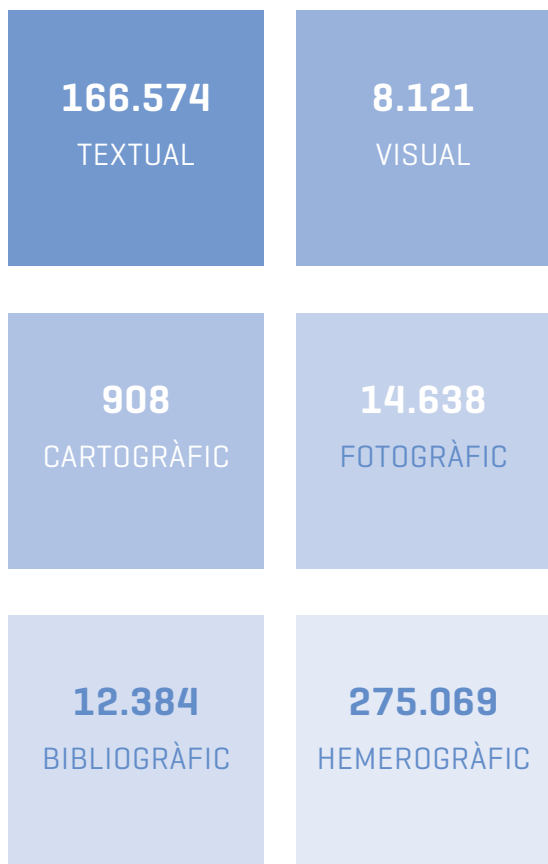 166.574
TEXTUAL
8.121
VISUAL
908
CARTOGRÀFIC
14.638
FOTOGRÀFIC
12.384
BIBLIOGRÀFIC
275.069
HEMEROGRÀFIC